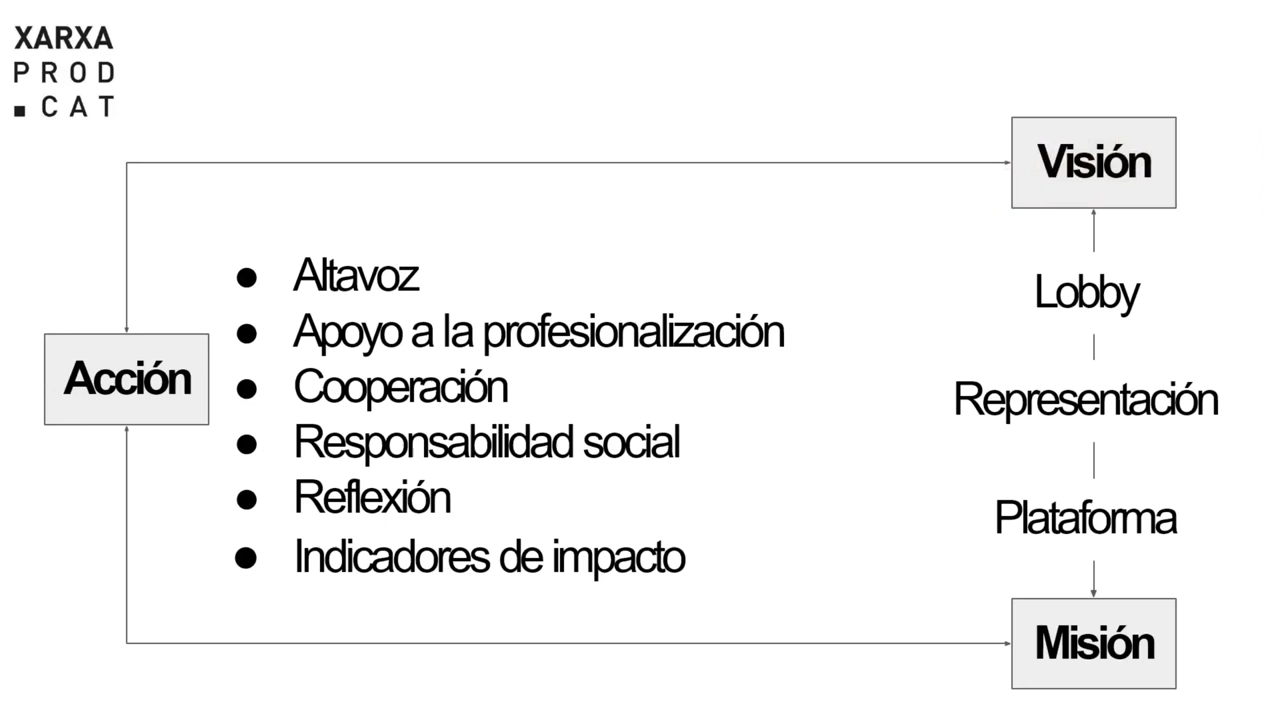 XARXA
PROD
.CAT
Visión
Acción
● Altavoz
● Apoyo a la profesionalización
● Cooperación
● Responsabilidad social
● Reflexión
● Indicadores de impacto
Lobby
Representación
Plataforma
Misión